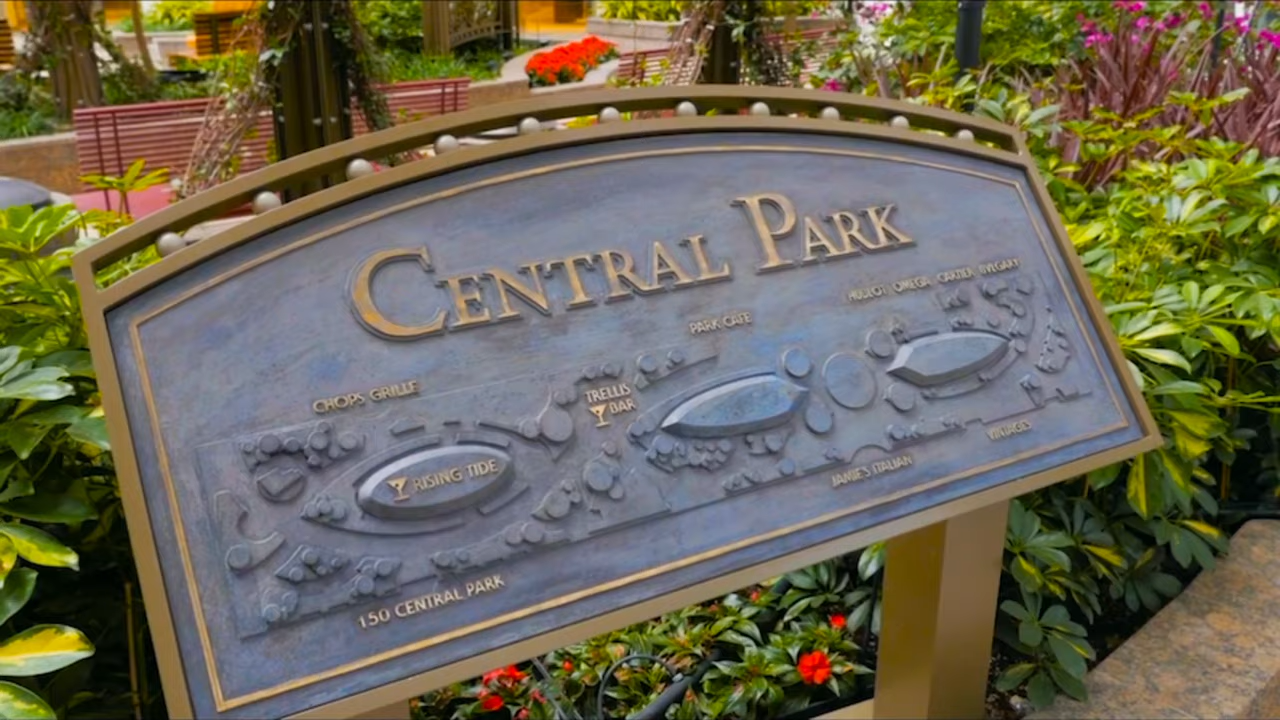 CENTRAL PARK
HUBLOT OMEGA CARTIER BVLGARI
PARK CAFE
CHOPS GRILLE
TRELLIS
BAR
RISING TIDE
VINTAGES
JAMIE'S ITALIAN
150 CENTRAL PARK